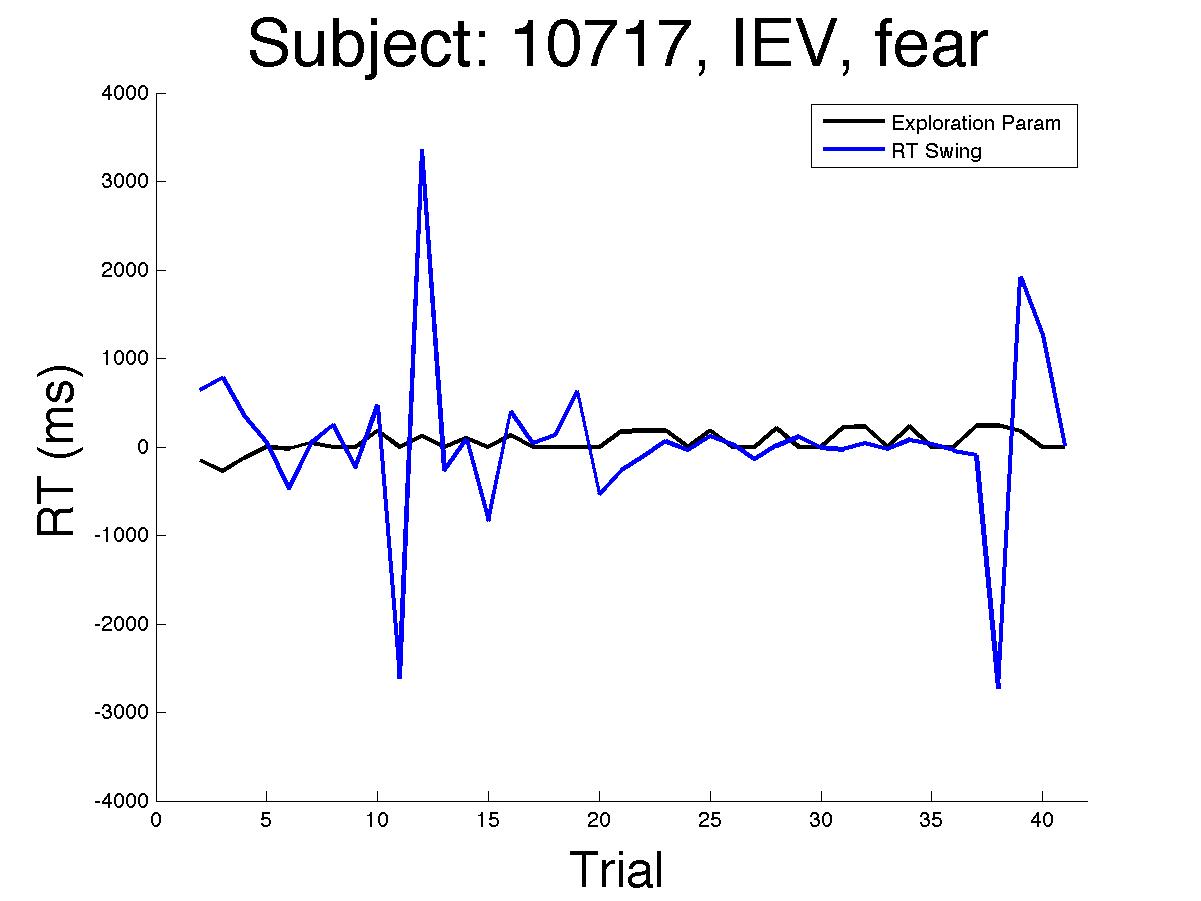 Subject: 10717, IEV, fear
Exploration Param
RT Swing
4000
3000
2000
1000
0
-1000
-2000
-3000
-4000
RT (ms)
0 5 10 15 20 25 30 35 40
Trial